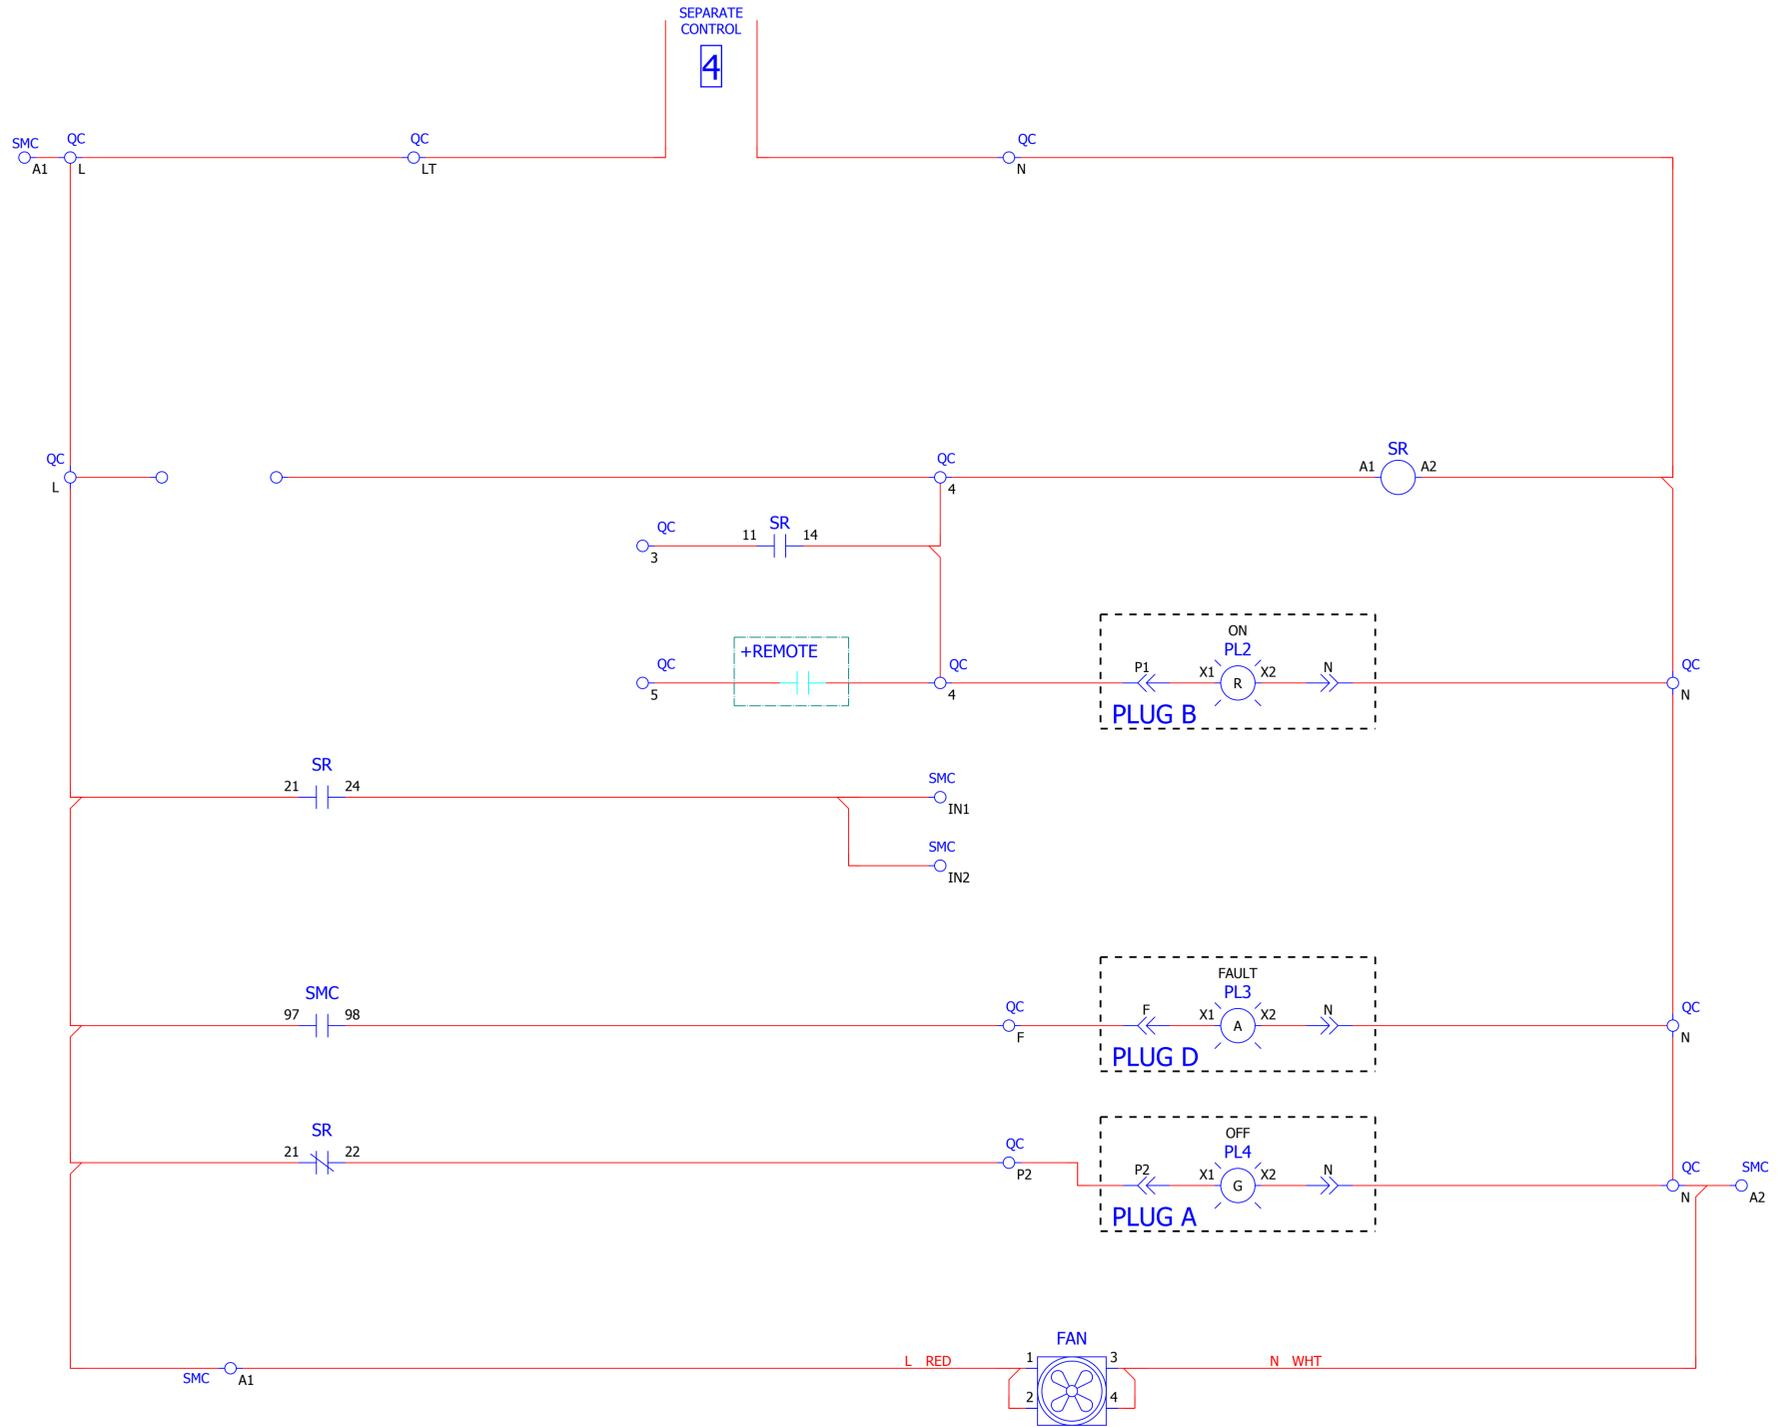 SEPARATE
CONTROL
4
SMC
QC
QC
QC
A1
L
LT
N
QC
L
QC
4
SR
A1
A2
QC
3
SR
11
14
ON
PL2
+REMOTE
QC
5
QC
4
P1
X1
R
X2
N
QC
N
PLUG B
SR
21
24
SMC
IN1
SMC
IN2
FAULT
PL3
SMC
97
98
QC
F
F
X1
A
X2
N
QC
N
PLUG D
SR
21
22
QC
P2
OFF
PL4
P2
X1
G
X2
N
QC
N
SMC
A2
PLUG A
FAN
SMC
A1
L RED
1
3
N WHT
2
4